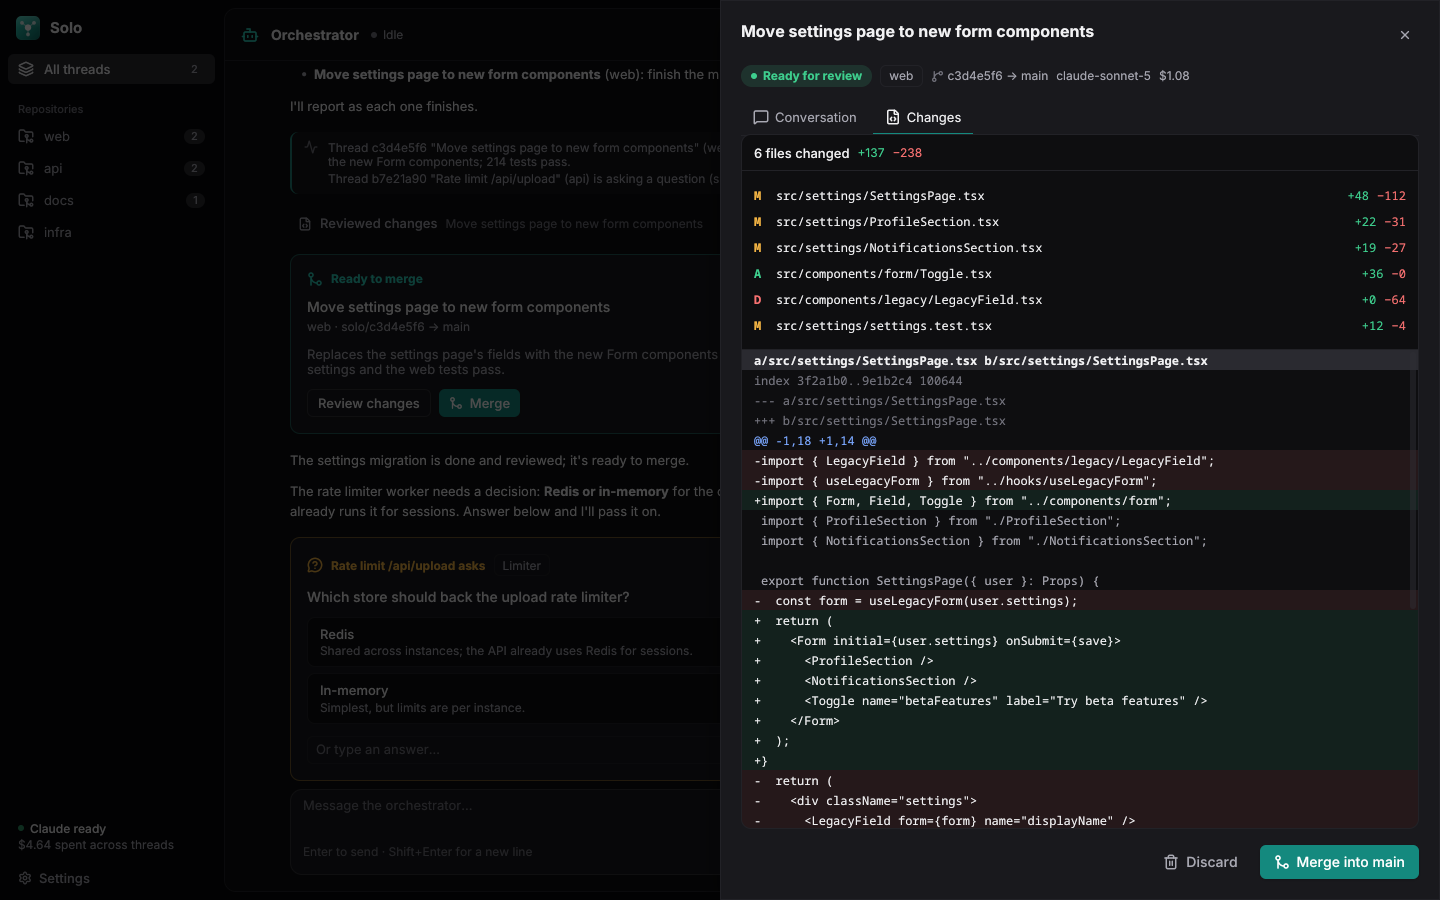 Solo
All threads 2
Repositories
web 2
api 2
docs 1
infra
Claude ready
$4.64 spent across threads
Settings
Orchestrator Idle
• Move settings page to new form components (web): finish the m
I'll report as each one finishes.
Thread c3d4e5f6 "Move settings page to new form components" (we
the new Form components; 214 tests pass.
Thread b7e21a90 "Rate limit /api/upload" (api) is asking a question (s
Reviewed changes Move settings page to new form components
Ready to merge
Move settings page to new form components
web · solo/c3d4e5f6 → main
Replaces the settings page's fields with the new Form components
settings and the web tests pass.
Review changes Merge
The settings migration is done and reviewed; it's ready to merge.
The rate limiter worker needs a decision: Redis or in-memory for the
already runs it for sessions. Answer below and I'll pass it on.
Rate limit /api/upload asks Limiter
Which store should back the upload rate limiter?
Redis
Shared across instances; the API already uses Redis for sessions.
In-memory
Simplest, but limits are per instance.
Or type an answer...
Message the orchestrator...
Enter to send · Shift+Enter for a new line
Move settings page to new form components
Ready for review web c3d4e5f6 → main claude-sonnet-5 $1.08
Conversation Changes
6 files changed +137 −238
M src/settings/SettingsPage.tsx +48 −112
M src/settings/ProfileSection.tsx +22 −31
M src/settings/NotificationsSection.tsx +19 −27
A src/components/form/Toggle.tsx +36 −0
D src/components/legacy/LegacyField.tsx +0 −64
M src/settings/settings.test.tsx +12 −4
a/src/settings/SettingsPage.tsx b/src/settings/SettingsPage.tsx
index 3f2a1b0..9e1b2c4 100644
--- a/src/settings/SettingsPage.tsx
+++ b/src/settings/SettingsPage.tsx
@@ -1,18 +1,14 @@
-import { LegacyField } from "../components/legacy/LegacyField";
-import { useLegacyForm } from "../hooks/useLegacyForm";
+import { Form, Field, Toggle } from "../components/form";
 import { ProfileSection } from "./ProfileSection";
 import { NotificationsSection } from "./NotificationsSection";
 export function SettingsPage({ user }: Props) {
-  const form = useLegacyForm(user.settings);
+  return (
+    <Form initial={user.settings} onSubmit={save}>
+      <ProfileSection />
+      <NotificationsSection />
+      <Toggle name="betaFeatures" label="Try beta features" />
+    </Form>
+  );
+}
-  return (
-    <div className="settings">
-      <LegacyField form={form} name="displayName" />
Discard Merge into main